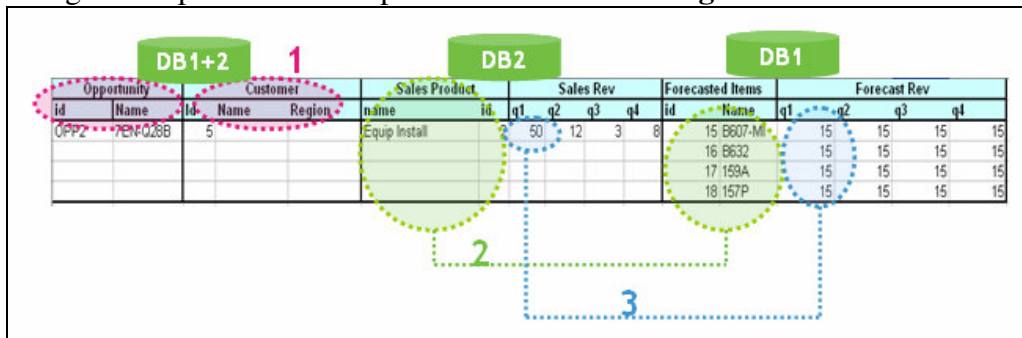 DB1+2 1 DB2 DB1
Opportunity Customer Sales Product Sales Rev Forecasted Items Forecast Rev
id Name Id Name Region name id q1 q2 q3 q4 id Name q1 q2 q3 q4
OPP2 7EN-Q28B 5 Equip Install 50 12 3 8 15 B607-MI 15 15 15 15
16 B632 15 15 15 15
17 159A 15 15 15 15
18 157P 15 15 15 15
2
3